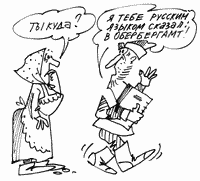 ТЫ КУДА?
Я ТЕБЕ РУССКИМ
ЯЗЫКОМ СКАЗАЛ:
В ОБЕРБЕРГАМТ!